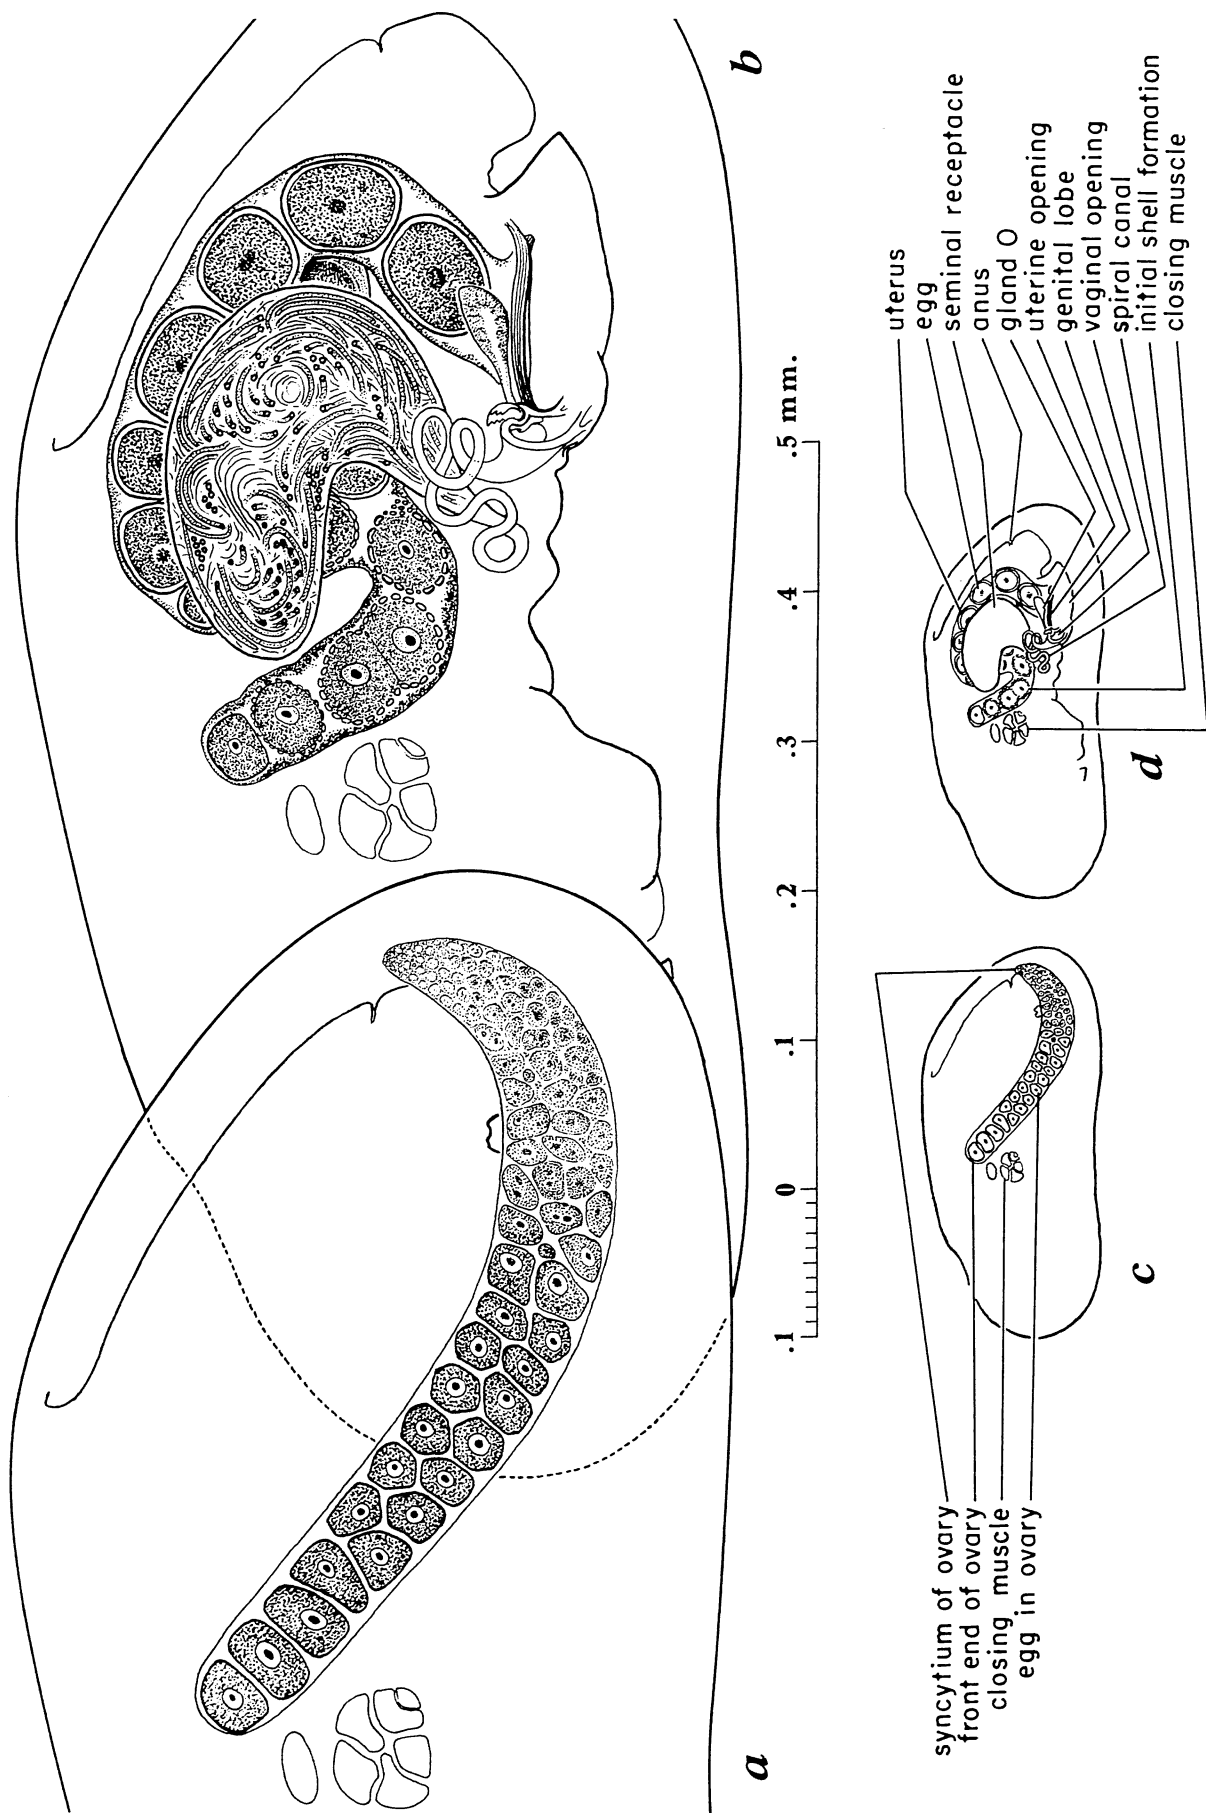 a
b
.1 0 .1 .2 .3 .4 .5 mm.
syncytium of ovary
front end of ovary
closing muscle
egg in ovary
c
d
uterus
egg
seminal receptacle
anus
gland O
uterine opening
genital lobe
vaginal opening
spiral canal
initial shell formation
closing muscle